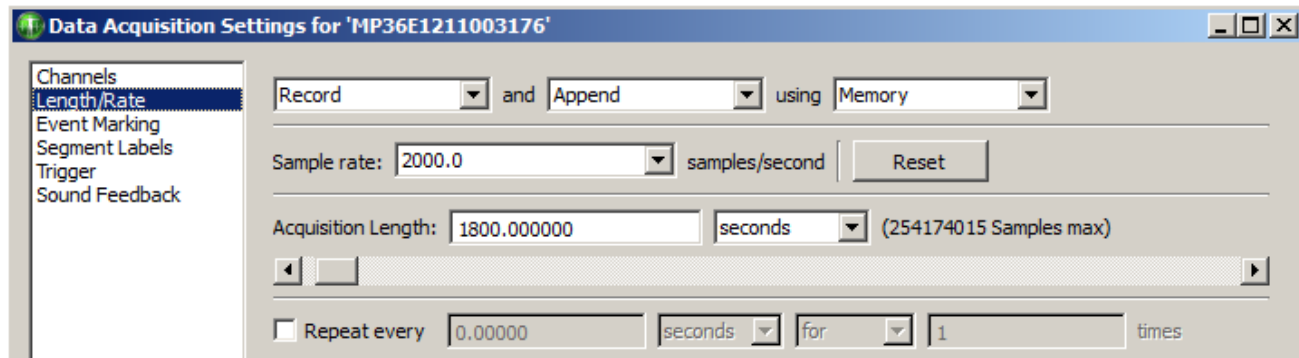 Data Acquisition Settings for 'MP36E1211003176'
Channels
Length/Rate
Event Marking
Segment Labels
Trigger
Sound Feedback
Record and Append using Memory
Sample rate: 2000.0 samples/second Reset
Acquisition Length: 1800.000000 seconds (254174015 Samples max)
Repeat every 0.00000 seconds for 1 times